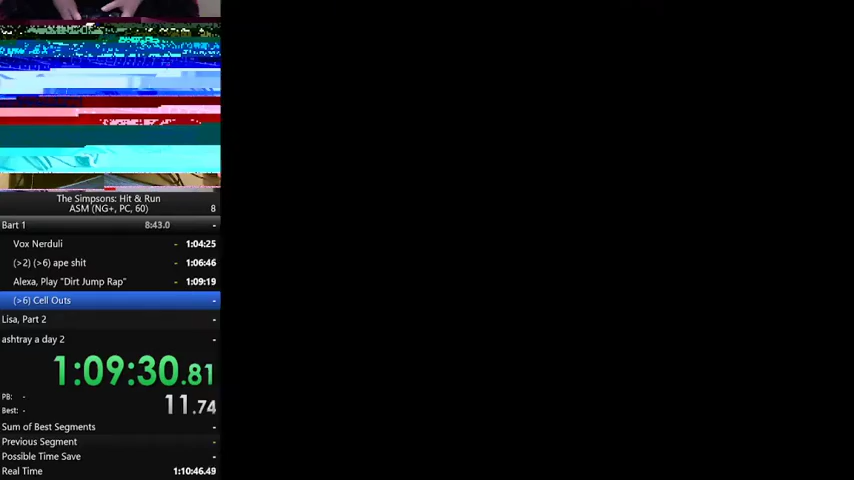 The Simpsons: Hit & Run
ASM (NG+, PC, 60) 8
Bart 1 8:43.0 -
Vox Nerduli - 1:04:25
(>2) (>6) ape shit - 1:06:46
Alexa, Play "Dirt Jump Rap" - 1:09:19
(>6) Cell Outs -
Lisa, Part 2 -
ashtray a day 2 -
1:09:30.81
PB: - 11.74
Best: -
Sum of Best Segments -
Previous Segment -
Possible Time Save -
Real Time 1:10:46.49